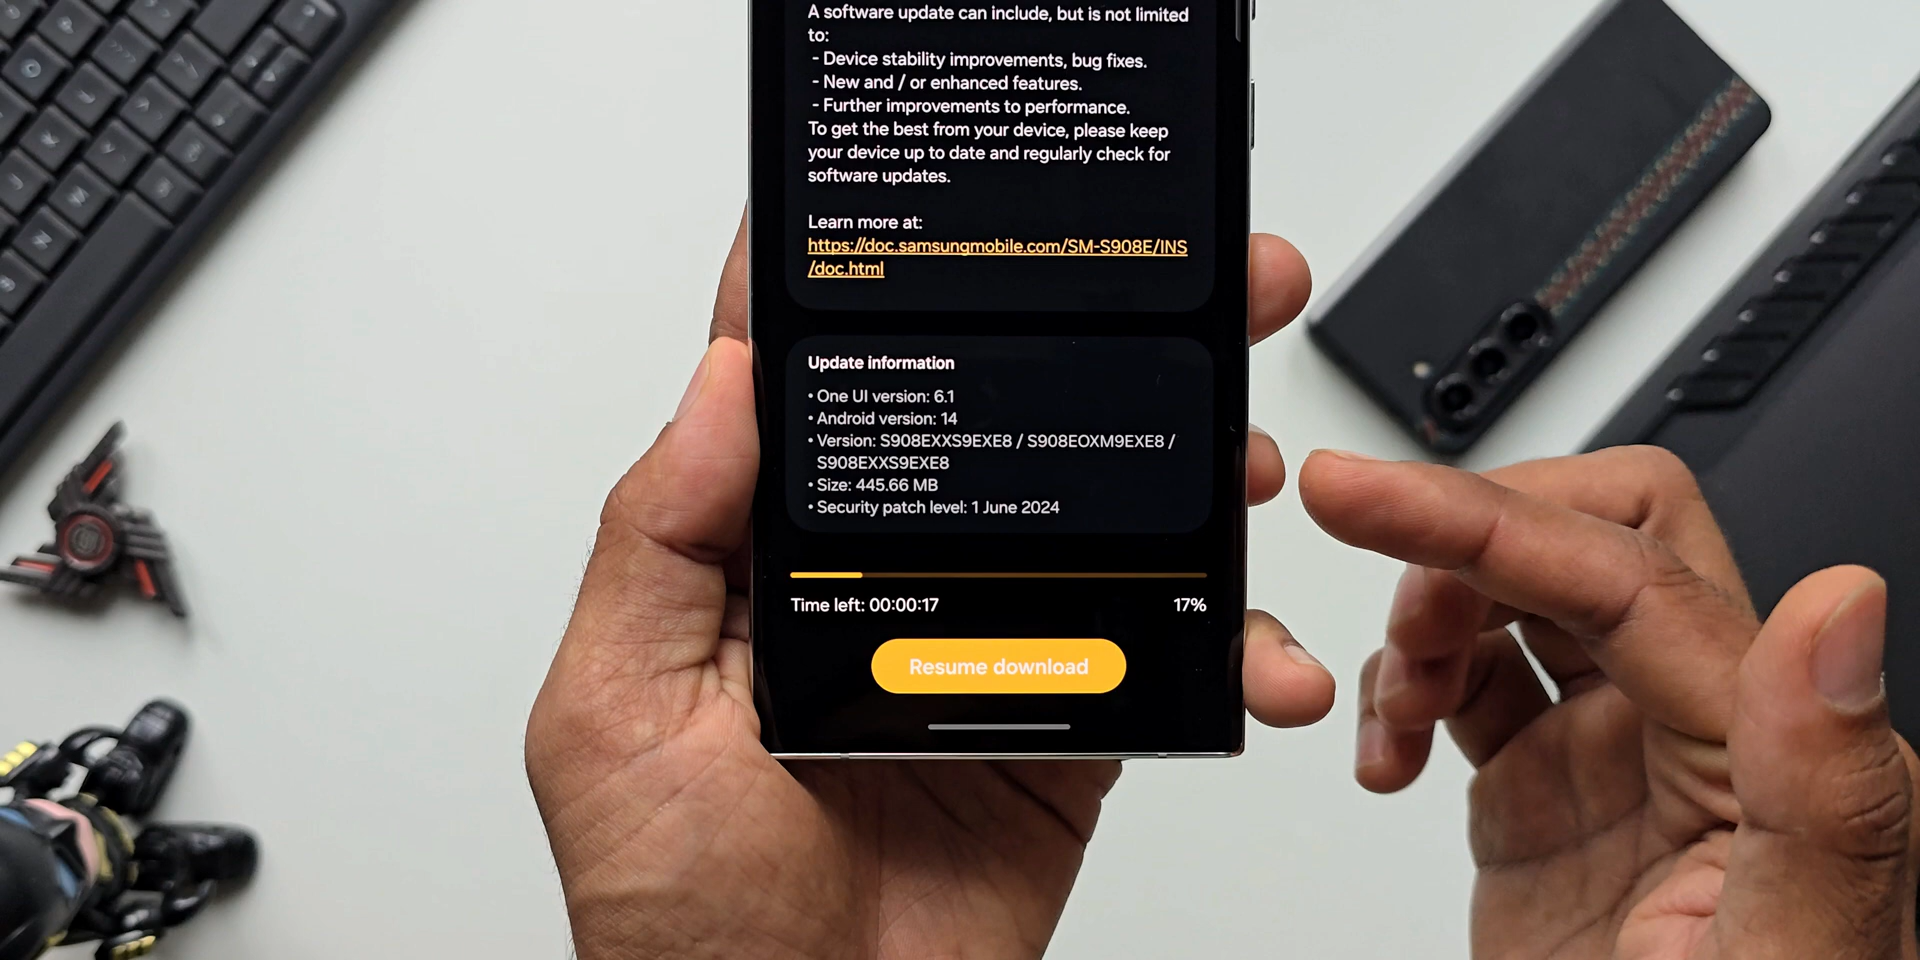 A software update can include, but is not limited
to:
- Device stability improvements, bug fixes.
- New and / or enhanced features.
- Further improvements to performance.
To get the best from your device, please keep
your device up to date and regularly check for
software updates.
Learn more at:
https://doc.samsungmobile.com/SM-S908E/INS
/doc.html
Update information
• One UI version: 6.1
• Android version: 14
• Version: S908EXXS9EXE8 / S908EOXM9EXE8 /
S908EXXS9EXE8
• Size: 445.66 MB
• Security patch level: 1 June 2024
Time left: 00:00:17 17%
Resume download